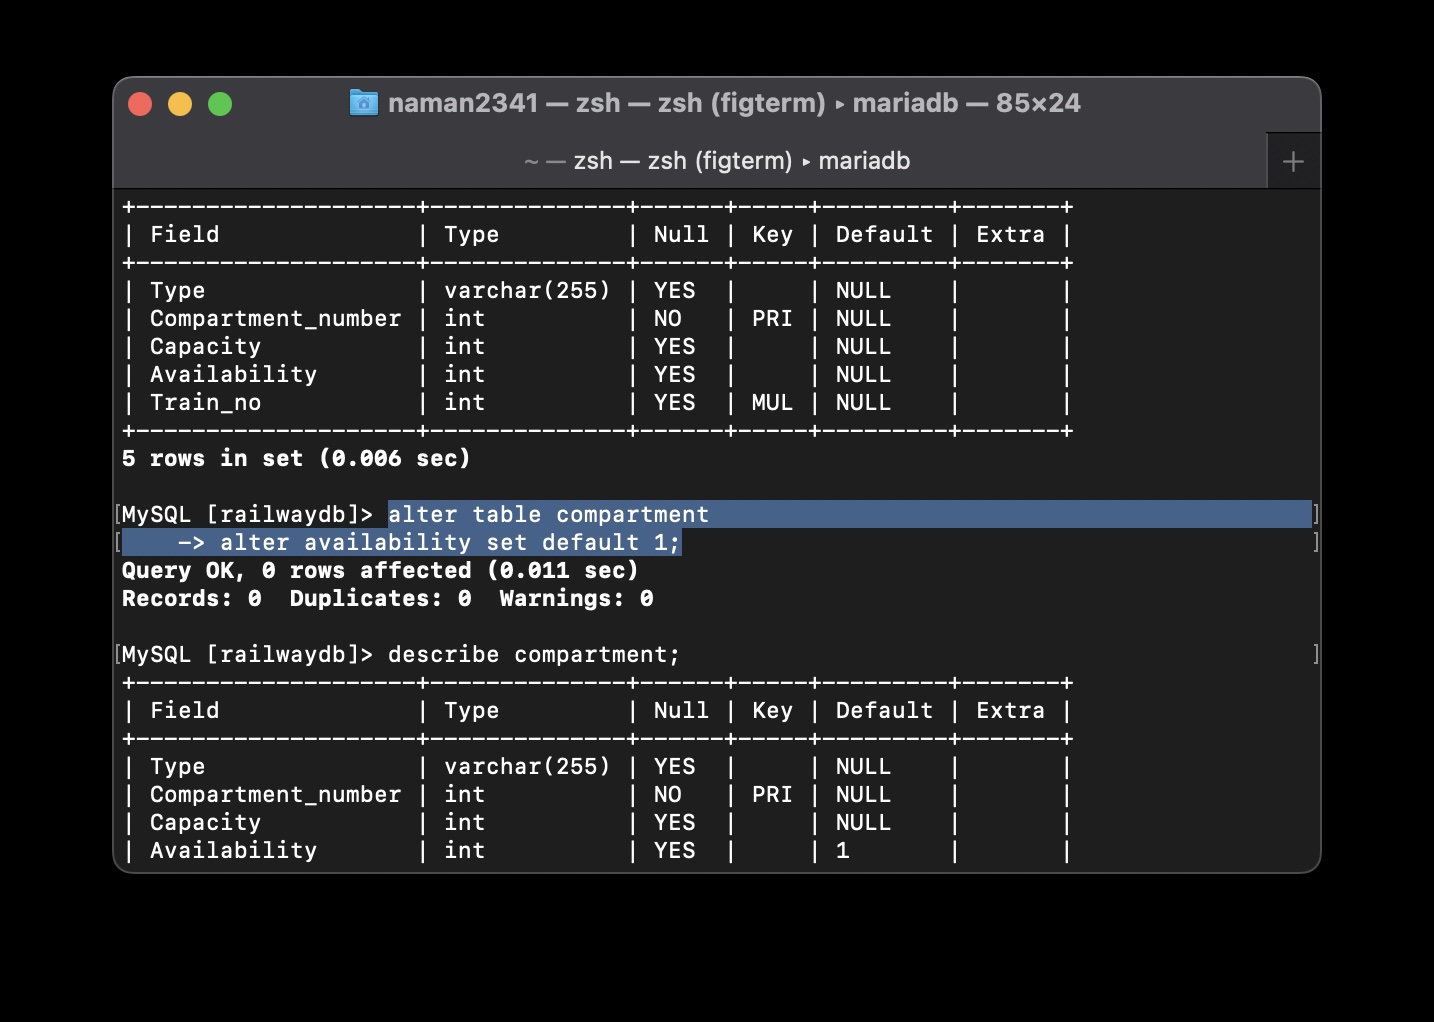 naman2341 — zsh — zsh (figterm) ▸ mariadb — 85×24
~ — zsh — zsh (figterm) ▸ mariadb
+
+---------------------+--------------+------+-----+---------+-------+
| Field               | Type         | Null | Key | Default | Extra |
+---------------------+--------------+------+-----+---------+-------+
| Type                | varchar(255) | YES  |     | NULL    |       |
| Compartment_number  | int          | NO   | PRI | NULL    |       |
| Capacity            | int          | YES  |     | NULL    |       |
| Availability        | int          | YES  |     | NULL    |       |
| Train_no            | int          | YES  | MUL | NULL    |       |
+---------------------+--------------+------+-----+---------+-------+
5 rows in set (0.006 sec)
[MySQL [railwaydb]> alter table compartment ]
[    -> alter availability set default 1; ]
Query OK, 0 rows affected (0.011 sec)
Records: 0  Duplicates: 0  Warnings: 0
[MySQL [railwaydb]> describe compartment; ]
+---------------------+--------------+------+-----+---------+-------+
| Field               | Type         | Null | Key | Default | Extra |
+---------------------+--------------+------+-----+---------+-------+
| Type                | varchar(255) | YES  |     | NULL    |       |
| Compartment_number  | int          | NO   | PRI | NULL    |       |
| Capacity            | int          | YES  |     | NULL    |       |
| Availability        | int          | YES  |     | 1       |       |